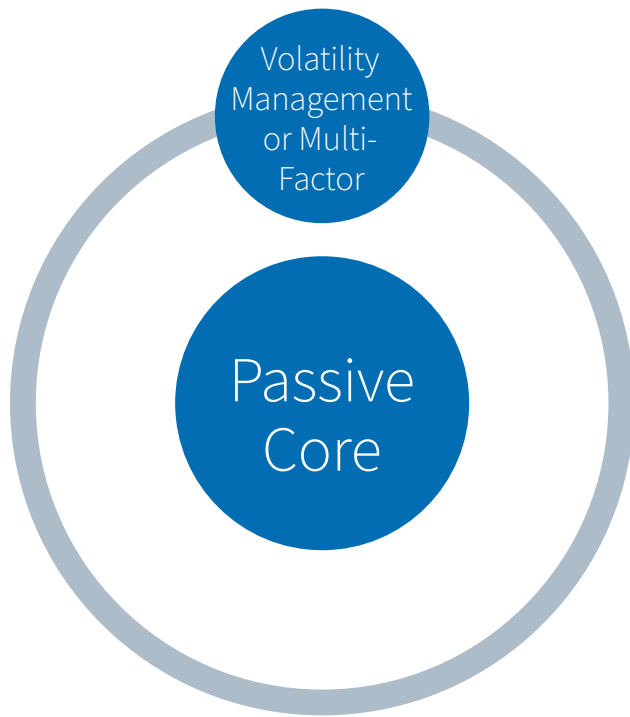 Volatility
Management
or Multi-
Factor
Passive
Core